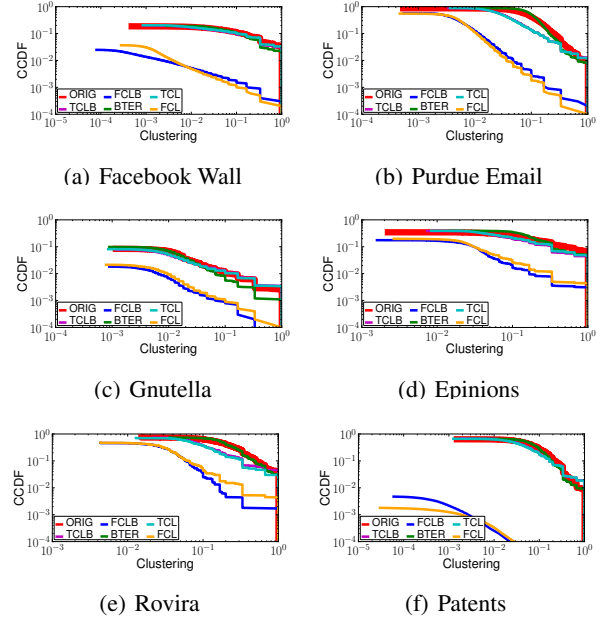 CCDF
10^0
10^-1
10^-2
10^-3
10^-4
ORIG FCLB TCL
TCLB BTER FCL
10^-5 10^-4 10^-3 10^-2 10^-1 10^0
Clustering
(a) Facebook Wall
CCDF
10^0
10^-1
10^-2
10^-3
10^-4
ORIG FCLB TCL
TCLB BTER FCL
10^-5 10^-4 10^-3 10^-2 10^-1 10^0
Clustering
(b) Purdue Email
CCDF
10^0
10^-1
10^-2
10^-3
10^-4
ORIG FCLB TCL
TCLB BTER FCL
10^-4 10^-3 10^-2 10^-1 10^0
Clustering
(c) Gnutella
CCDF
10^0
10^-1
10^-2
10^-3
10^-4
ORIG FCLB TCL
TCLB BTER FCL
10^-3 10^-2 10^-1 10^0
Clustering
(d) Epinions
CCDF
10^0
10^-1
10^-2
10^-3
10^-4
ORIG FCLB TCL
TCLB BTER FCL
10^-3 10^-2 10^-1 10^0
Clustering
(e) Rovira
CCDF
10^0
10^-1
10^-2
10^-3
10^-4
ORIG FCLB TCL
TCLB BTER FCL
10^-5 10^-4 10^-3 10^-2 10^-1 10^0
Clustering
(f) Patents